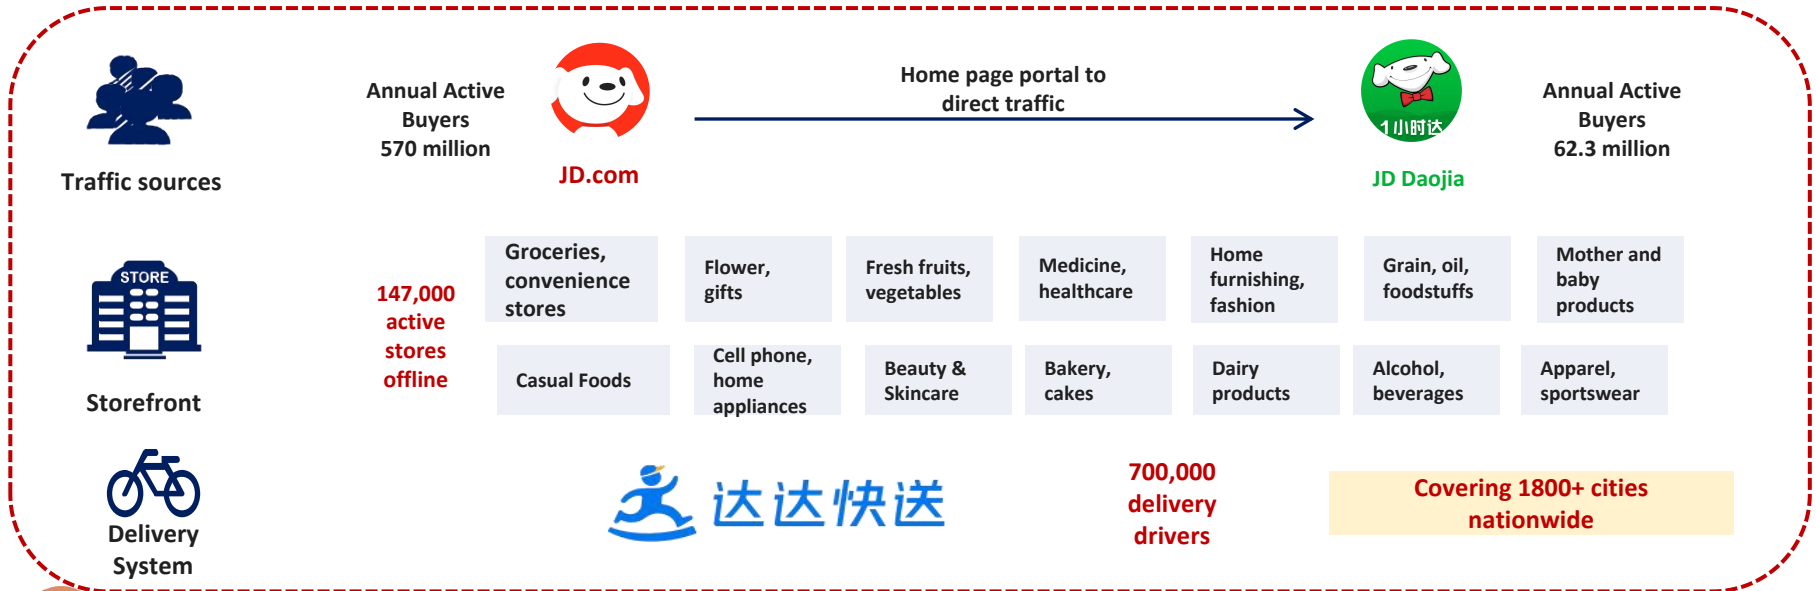 Annual Active
Buyers
570 million
Home page portal to
direct traffic
1小时达
Annual Active
Buyers
62.3 million
Traffic sources
JD.com
JD Daojia
STORE
Storefront
147,000
active
stores
offline
Groceries,
convenience
stores
Flower,
gifts
Fresh fruits,
vegetables
Medicine,
healthcare
Home
furnishing,
fashion
Grain, oil,
foodstuffs
Mother and
baby
products
Casual Foods
Cell phone,
home
appliances
Beauty &
Skincare
Bakery,
cakes
Dairy
products
Alcohol,
beverages
Apparel,
sportswear
Delivery
System
达达快送
700,000
delivery
drivers
Covering 1800+ cities
nationwide